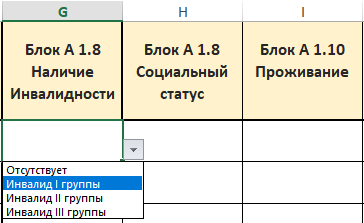 G H I
Блок А 1.8
Наличие
Инвалидности
Блок А 1.8
Социальный
статус
Блок А 1.10
Проживание
Отсутствует
Инвалид I группы
Инвалид II группы
Инвалид III группы